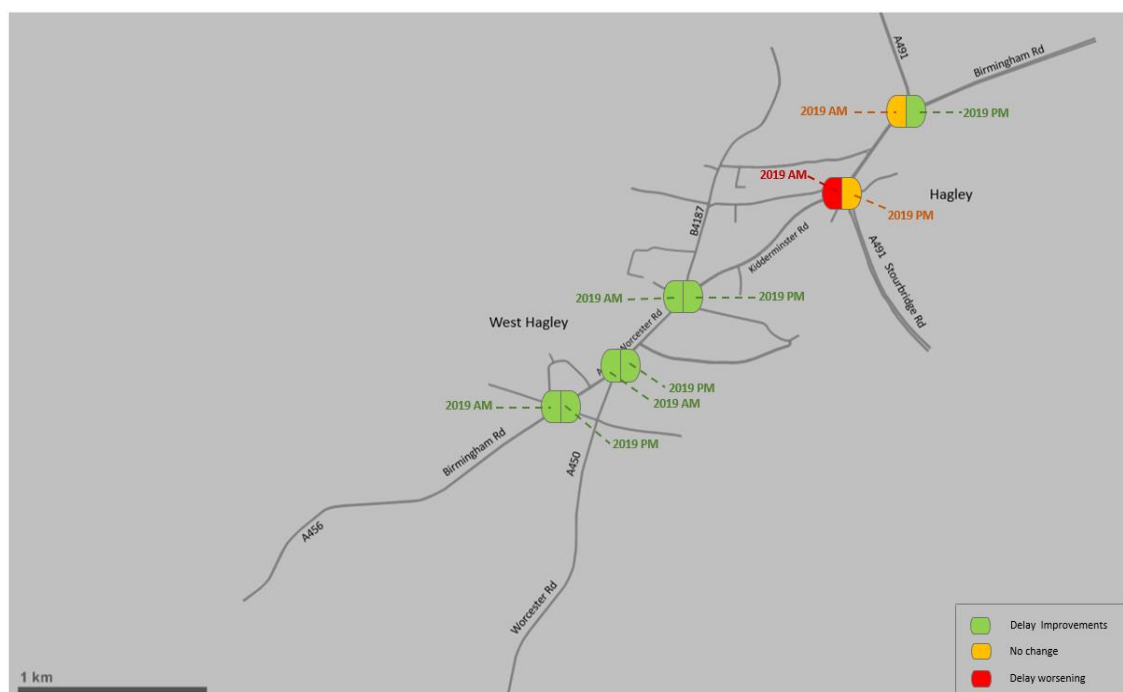 A491
Birmingham Rd
2019 AM
2019 PM
2019 AM
Hagley
2019 PM
B4187
Kidderminster Rd
A491 Stourbridge Rd
2019 AM
2019 PM
West Hagley
Worcester Rd
2019 PM
2019 AM
2019 AM
2019 PM
Birmingham Rd
A450
A456
Worcester Rd
Delay Improvements
No change
Delay worsening
1 km